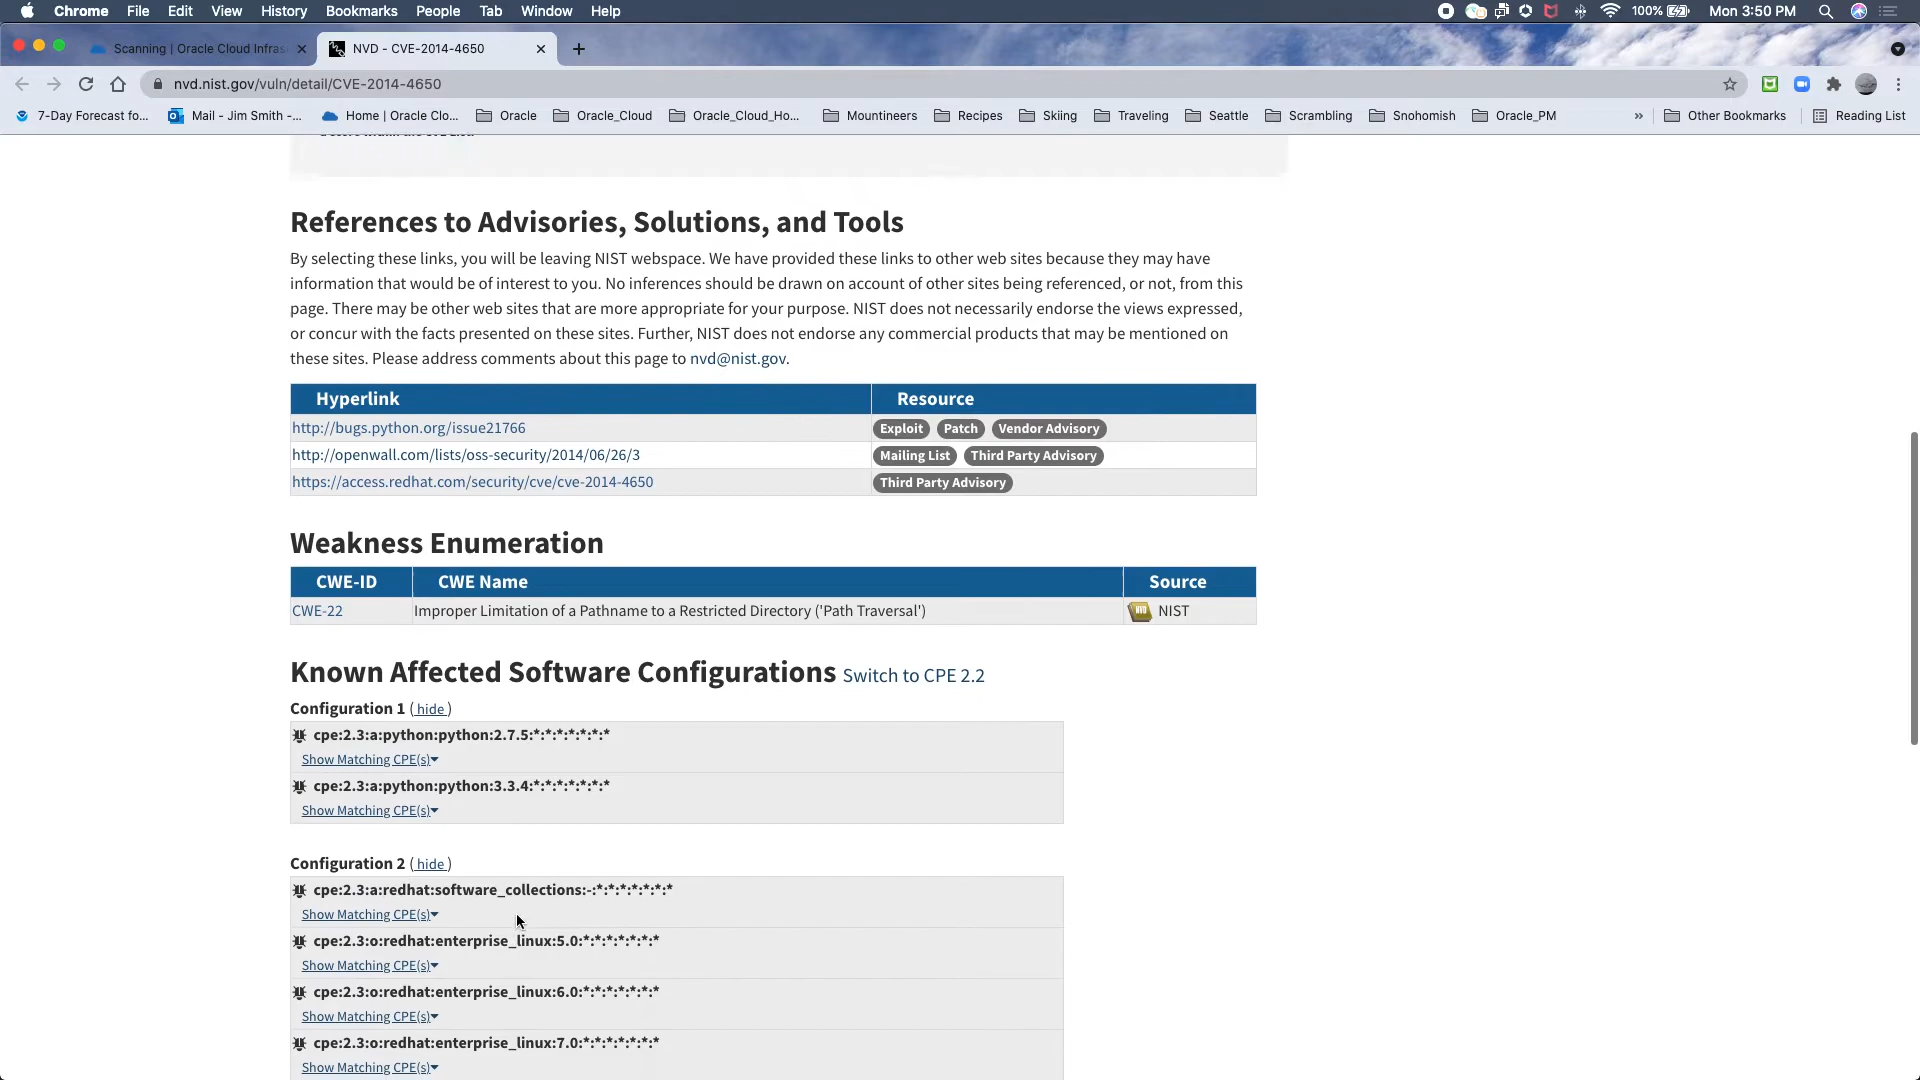 Chrome File Edit View History Bookmarks People Tab Window Help 100% Mon 3:50 PM
Scanning | Oracle Cloud Infras NVD - CVE-2014-4650
nvd.nist.gov/vuln/detail/CVE-2014-4650
7-Day Forecast fo... Mail - Jim Smith -... Home | Oracle Clo... Oracle Oracle_Cloud Oracle_Cloud_Ho... Mountineers Recipes Skiing Traveling Seattle Scrambling Snohomish Oracle_PM » Other Bookmarks Reading List
References to Advisories, Solutions, and Tools
By selecting these links, you will be leaving NIST webspace. We have provided these links to other web sites because they may have
information that would be of interest to you. No inferences should be drawn on account of other sites being referenced, or not, from this
page. There may be other web sites that are more appropriate for your purpose. NIST does not necessarily endorse the views expressed,
or concur with the facts presented on these sites. Further, NIST does not endorse any commercial products that may be mentioned on
these sites. Please address comments about this page to nvd@nist.gov.
Hyperlink Resource
http://bugs.python.org/issue21766 Exploit Patch Vendor Advisory
http://openwall.com/lists/oss-security/2014/06/26/3 Mailing List Third Party Advisory
https://access.redhat.com/security/cve/cve-2014-4650 Third Party Advisory
Weakness Enumeration
CWE-ID CWE Name Source
CWE-22 Improper Limitation of a Pathname to a Restricted Directory ('Path Traversal') NIST
Known Affected Software Configurations Switch to CPE 2.2
Configuration 1 ( hide )
cpe:2.3:a:python:python:2.7.5:*:*:*:*:*:*:*
Show Matching CPE(s)
cpe:2.3:a:python:python:3.3.4:*:*:*:*:*:*:*
Show Matching CPE(s)
Configuration 2 ( hide )
cpe:2.3:a:redhat:software_collections:-:*:*:*:*:*:*:*
Show Matching CPE(s)
cpe:2.3:o:redhat:enterprise_linux:5.0:*:*:*:*:*:*:*
Show Matching CPE(s)
cpe:2.3:o:redhat:enterprise_linux:6.0:*:*:*:*:*:*:*
Show Matching CPE(s)
cpe:2.3:o:redhat:enterprise_linux:7.0:*:*:*:*:*:*:*
Show Matching CPE(s)